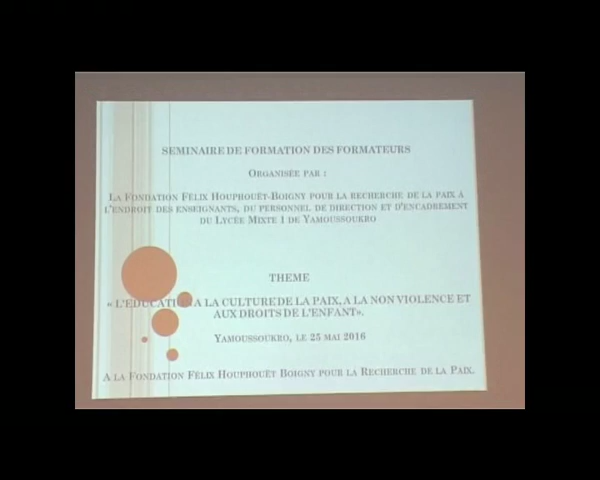 SEMINAIRE DE FORMATION DES FORMATEURS
ORGANISÉE PAR :
LA FONDATION FÉLIX HOUPHOUËT-BOIGNY POUR LA RECHERCHE DE LA PAIX A
L'ENDROIT DES ENSEIGNANTS, DU PERSONNEL DE DIRECTION ET D'ENCADREMENT
DU LYCÉE MIXTE 1 DE YAMOUSSOUKRO
THEME
« L'EDUCATION A LA CULTURE DE LA PAIX, A LA NON VIOLENCE ET
AUX DROITS DE L'ENFANT».
YAMOUSSOUKRO, LE 25 MAI 2016
A LA FONDATION FÉLIX HOUPHOUËT BOIGNY POUR LA RECHERCHE DE LA PAIX.